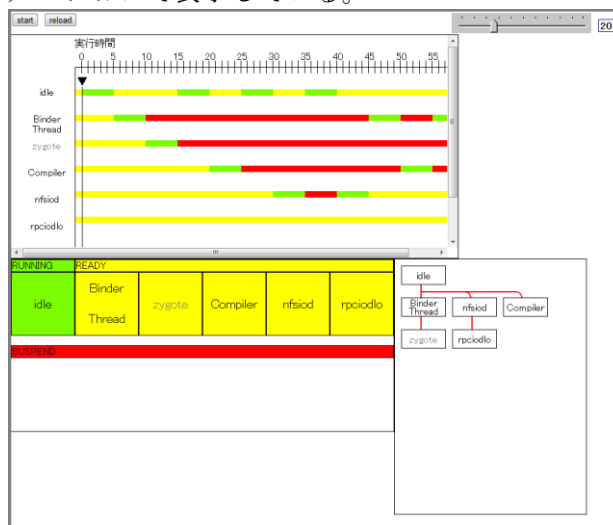 start reload
20
実行時間
0 5 10 15 20 25 30 35 40 45 50 55
idle
Binder
Thread
zygote
Compiler
nfsiod
rpciodlo
RUNNING READY
idle
Binder
Thread
zygote
Compiler
nfsiod
rpciodlo
SUSPEND
idle
Binder
Thread
nfsiod
Compiler
zygote
rpciodlo